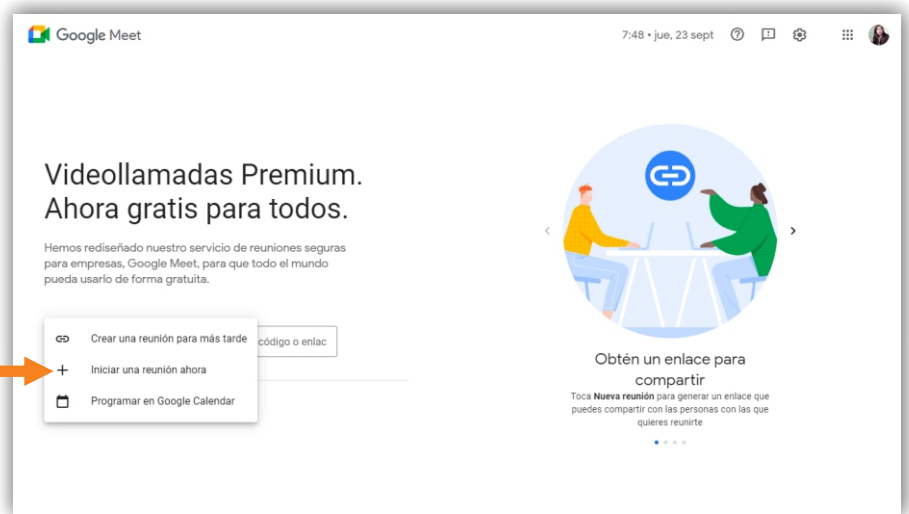 Google Meet
7:48 • jue, 23 sept
Videollamadas Premium.
Ahora gratis para todos.
Hemos rediseñado nuestro servicio de reuniones seguras
para empresas, Google Meet, para que todo el mundo
pueda usarlo de forma gratuita.
Crear una reunión para más tarde
código o enlac
Iniciar una reunión ahora
Programar en Google Calendar
Obtén un enlace para
compartir
Toca Nueva reunión para generar un enlace que
puedes compartir con las personas con las que
quieres reunirte